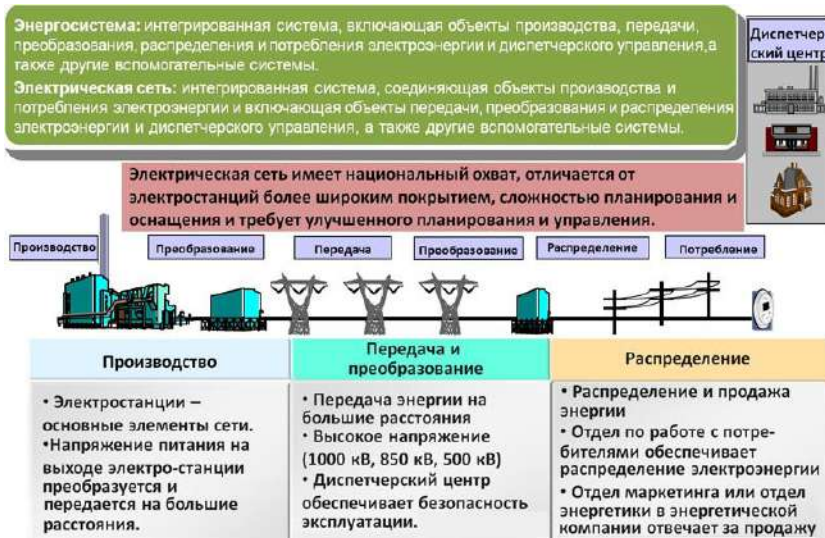 Энергосистема: интегрированная система, включающая объекты производства, передачи,
преобразования, распределения и потребления электроэнергии и диспетчерского управления,а
также другие вспомогательные системы.
Электрическая сеть: интегрированная система, соединяющая объекты производства и
потребления электроэнергии и включающая объекты передачи, преобразования и распределения
электроэнергии и диспетчерского управления, а также другие вспомогательные системы.
Диспетчер
ский центр
Электрическая сеть имеет национальный охват, отличается от
электростанций более широким покрытием, сложностью планирования и
оснащения и требует улучшенного планирования и управления.
Производство
Преобразование
Передача
Преобразование
Распределение
Потребление
Производство
• Электростанции –
основные элементы сети.
•Напряжение питания на
выходе электро-станции
преобразуется и
передается на большие
расстояния.
Передача и
преобразование
• Передача энергии на
большие расстояния
• Высокое напряжение
(1000 кВ, 850 кВ, 500 кВ)
• Диспетчерский центр
обеспечивает безопасность
эксплуатации.
Распределение
• Распределение и продажа
энергии
• Отдел по работе с потре-
бителями обеспечивает
распределение электроэнергии
• Отдел маркетинга или отдел
энергетики в энергетической
компании отвечает за продажу